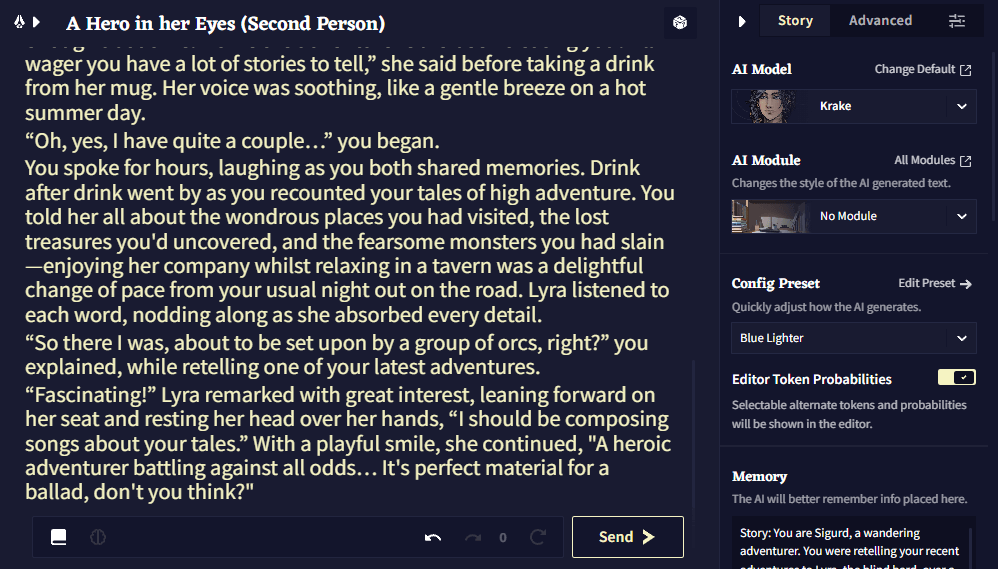 A Hero in her Eyes (Second Person)
wager you have a lot of stories to tell,” she said before taking a drink
from her mug. Her voice was soothing, like a gentle breeze on a hot
summer day.
“Oh, yes, I have quite a couple…” you began.
You spoke for hours, laughing as you both shared memories. Drink
after drink went by as you recounted your tales of high adventure. You
told her all about the wondrous places you had visited, the lost
treasures you'd uncovered, and the fearsome monsters you had slain
—enjoying her company whilst relaxing in a tavern was a delightful
change of pace from your usual night out on the road. Lyra listened to
each word, nodding along as she absorbed every detail.
“So there I was, about to be set upon by a group of orcs, right?” you
explained, while retelling one of your latest adventures.
“Fascinating!” Lyra remarked with great interest, leaning forward on
her seat and resting her head over her hands, “I should be composing
songs about your tales.” With a playful smile, she continued, "A heroic
adventurer battling against all odds… It's perfect material for a
ballad, don't you think?"
0
Send
Story
Advanced
AI Model
Change Default
Krake
AI Module
All Modules
Changes the style of the AI generated text.
No Module
Config Preset
Edit Preset
Quickly adjust how the AI generates.
Blue Lighter
Editor Token Probabilities
Selectable alternate tokens and probabilities
will be shown in the editor.
Memory
The AI will better remember info placed here.
Story: You are Sigurd, a wandering
adventurer. You were retelling your recent
adventures to Lyra, the blind bard, over a